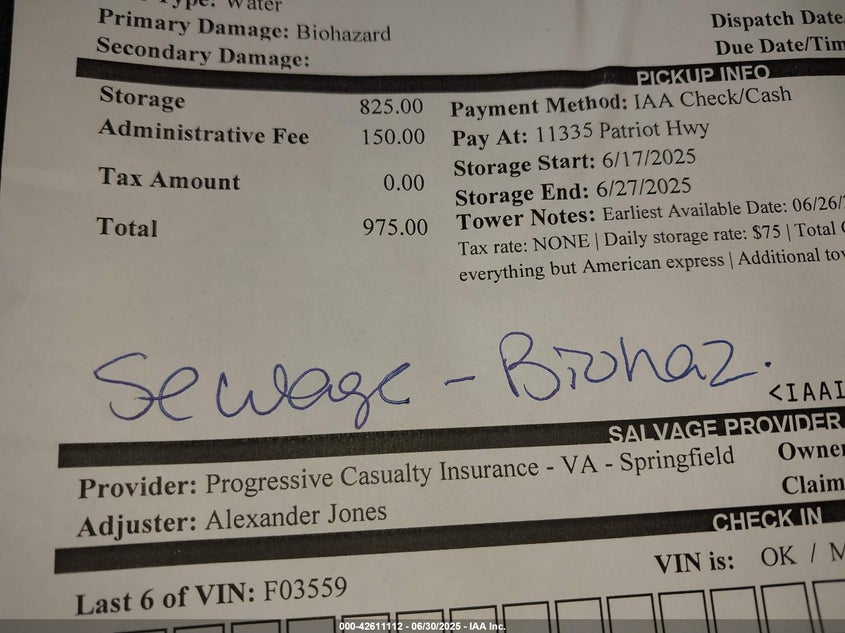 Type: Water
Primary Damage: Biohazard
Secondary Damage:
Dispatch Date
Due Date/Tim
PICKUP INFO
Storage 825.00
Administrative Fee 150.00
Tax Amount 0.00
Total 975.00
Payment Method: IAA Check/Cash
Pay At: 11335 Patriot Hwy
Storage Start: 6/17/2025
Storage End: 6/27/2025
Tower Notes: Earliest Available Date: 06/26/
Tax rate: NONE | Daily storage rate: $75 | Total
everything but American express | Additional tov
Sewage - Biohaz.
<IAAI
SALVAGE PROVIDER
Provider: Progressive Casualty Insurance - VA - Springfield
Adjuster: Alexander Jones
Owner
Claim
CHECK IN
VIN is: OK / M
Last 6 of VIN: F03559
000-42611112 - 06/30/2025 - IAA Inc.